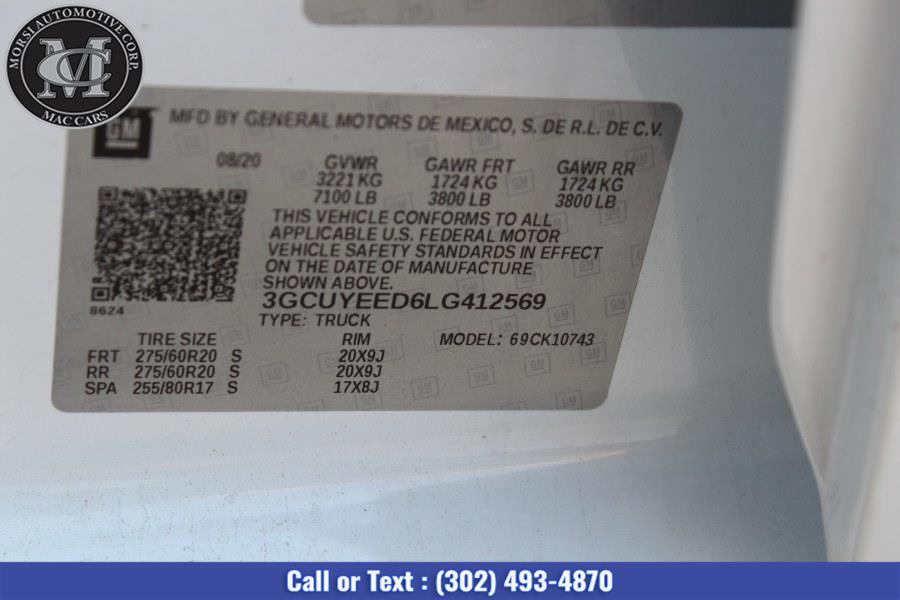 MORSI AUTOMOTIVE CORP.
MC
MAC CARS
GM
MFD BY GENERAL MOTORS DE MEXICO, S. DE R.L. DE C.V.
08/20 GVWR GAWR FRT GAWR RR
3221 KG 1724 KG 1724 KG
7100 LB 3800 LB 3800 LB
THIS VEHICLE CONFORMS TO ALL
APPLICABLE U.S. FEDERAL MOTOR
VEHICLE SAFETY STANDARDS IN EFFECT
ON THE DATE OF MANUFACTURE
SHOWN ABOVE.
8624
3GCUYEED6LG412569
TYPE: TRUCK
TIRE SIZE RIM MODEL: 69CK10743
FRT 275/60R20 S 20X9J
RR 275/60R20 S 20X9J
SPA 255/80R17 S 17X8J
Call or Text : (302) 493-4870